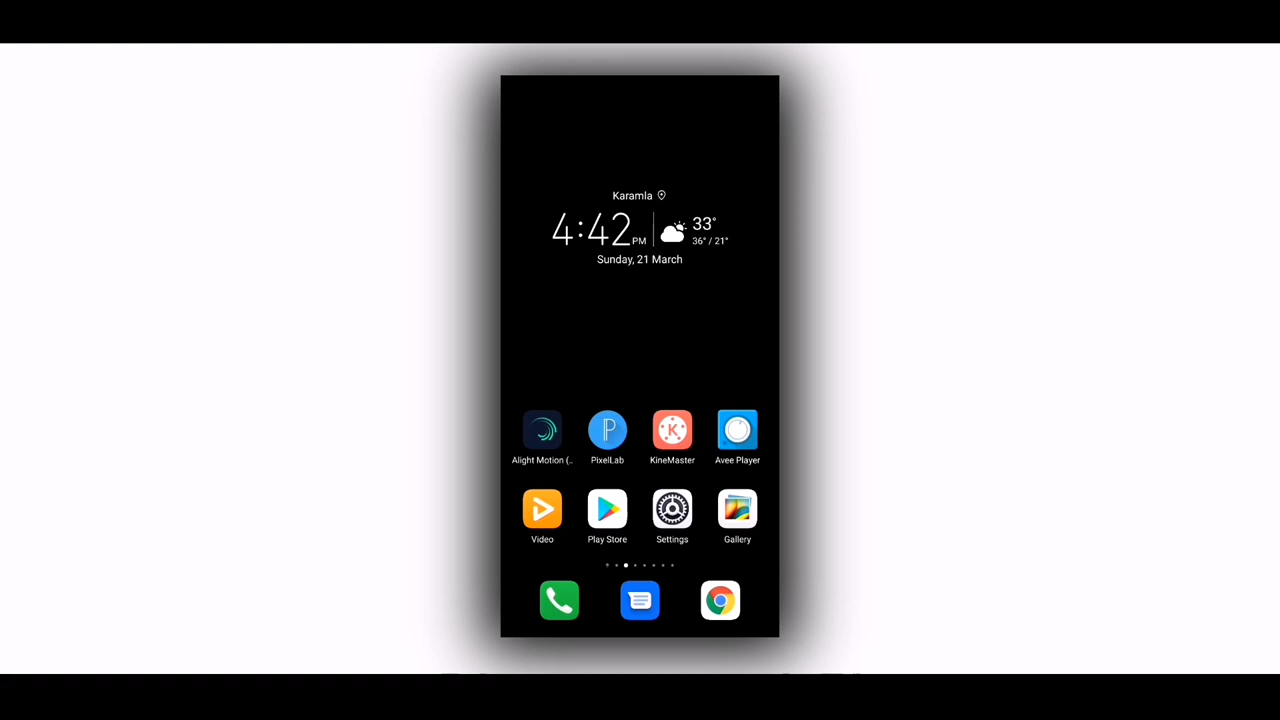 Karamla
4:42 PM 33°
36° / 21°
Sunday, 21 March
Alight Motion (.. PixelLab KineMaster Avee Player
Video Play Store Settings Gallery